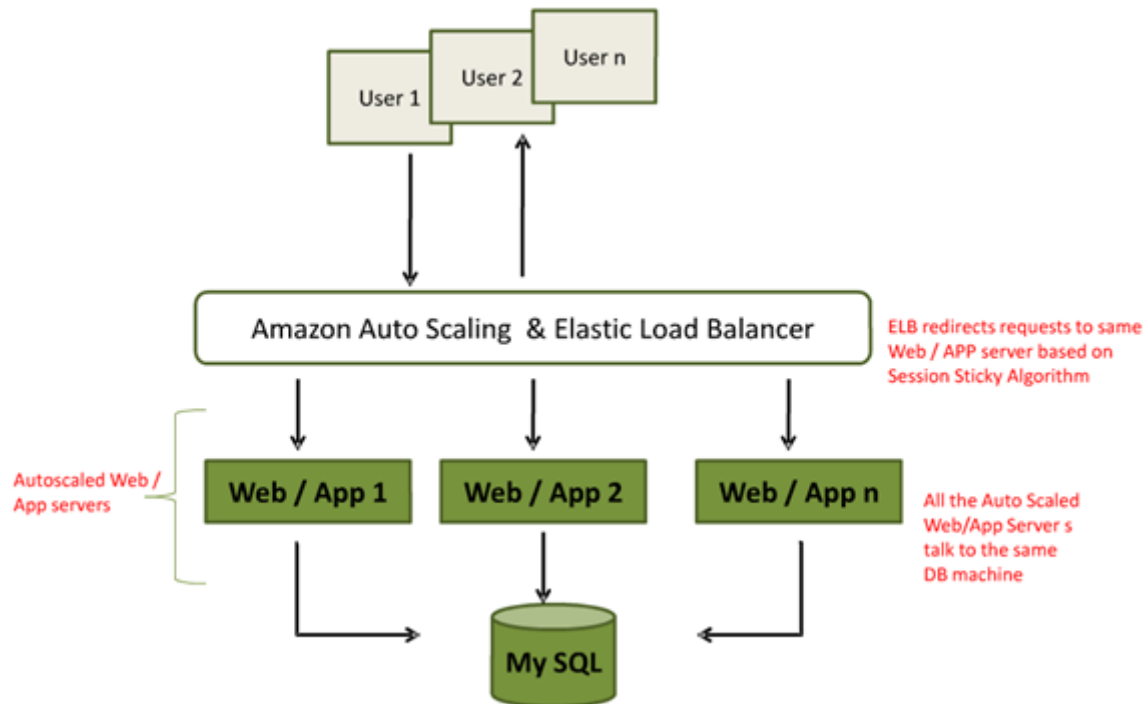 User n
User 2
User 1
Amazon Auto Scaling & Elastic Load Balancer
ELB redirects requests to same
Web / APP server based on
Session Sticky Algorithm
Autoscaled Web /
App servers
Web / App 1
Web / App 2
Web / App n
All the Auto Scaled
Web/App Server s
talk to the same
DB machine
My SQL